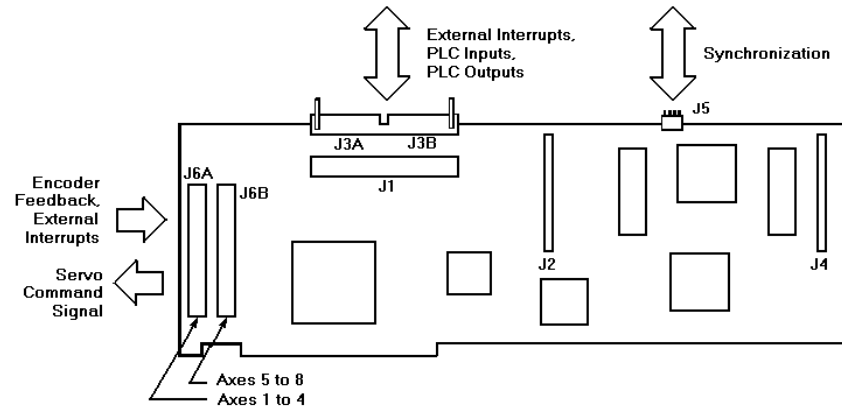 External Interrupts,
PLC Inputs,
PLC Outputs
Synchronization
J5
J3A
J3B
J1
J6A
J6B
Encoder
Feedback,
External
Interrupts
J2
J4
Servo
Command
Signal
Axes 5 to 8
Axes 1 to 4